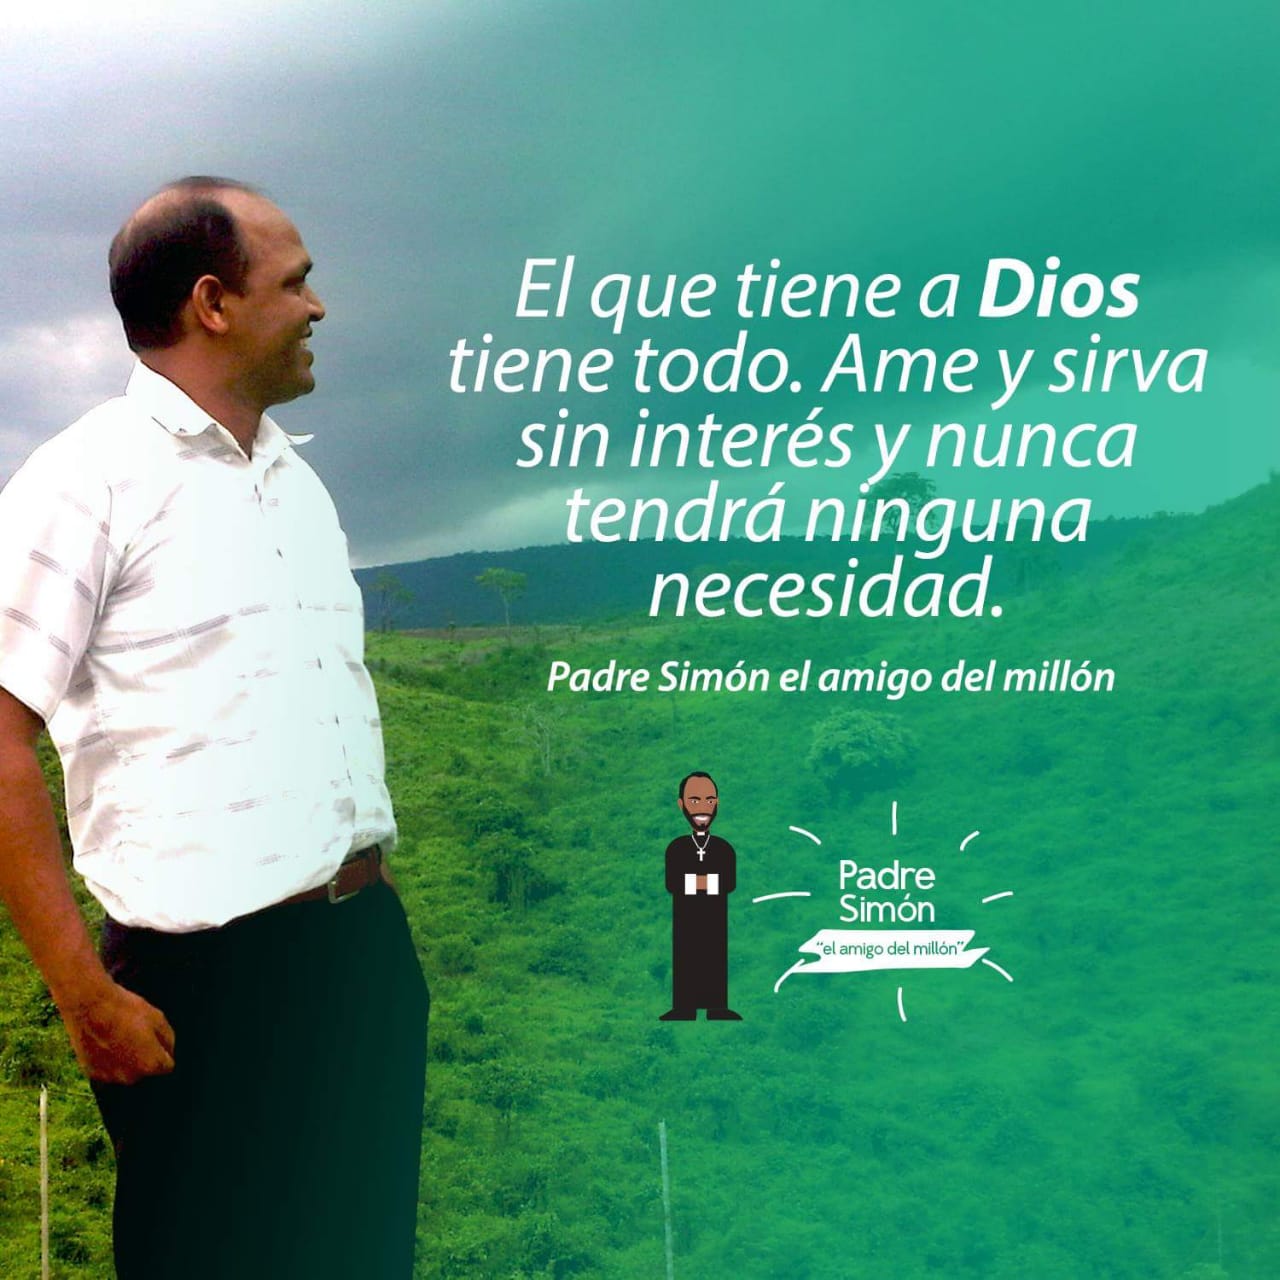 El que tiene a Dios
tiene todo. Ame y sirva
sin interés y nunca
tendrá ninguna
necesidad.
Padre Simón el amigo del millón
Padre
Simón
“el amigo del millón”